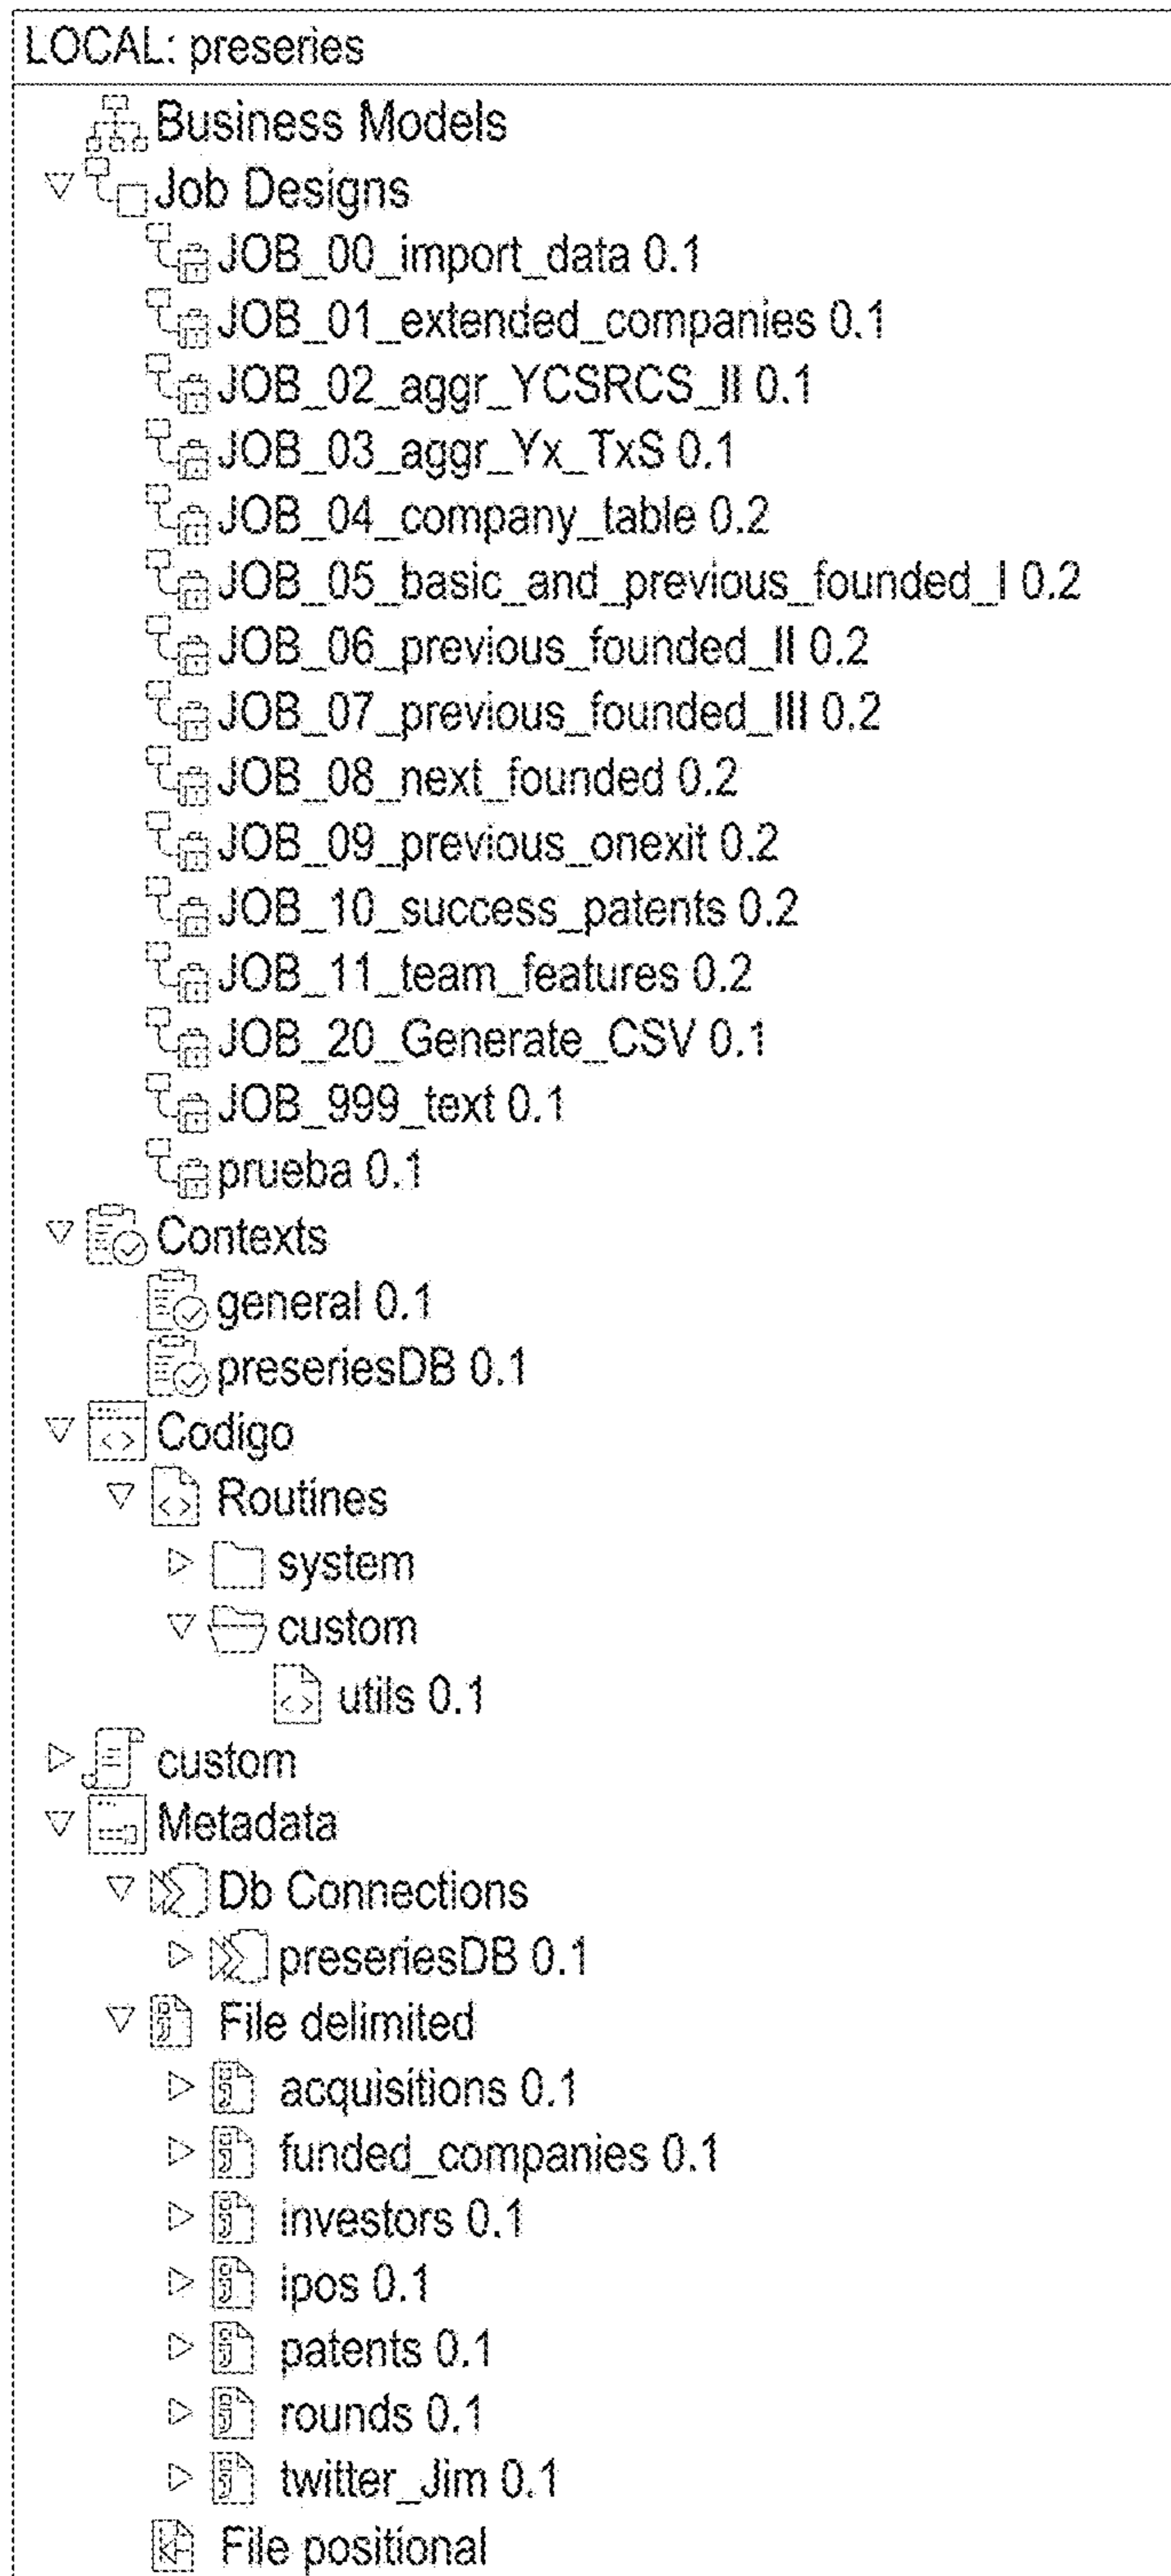 LOCAL: preseries
Business Models
Job Designs
JOB_00_import_data 0.1
JOB_01_extended_companies 0.1
JOB_02_aggr_YCSRCS_II 0.1
JOB_03_aggr_Yx_TxS 0.1
JOB_04_company_table 0.2
JOB_05_basic_and_previous_founded_I 0.2
JOB_06_previous_founded_II 0.2
JOB_07_previous_founded_III 0.2
JOB_08_next_founded 0.2
JOB_09_previous_onexit 0.2
JOB_10_success_patents 0.2
JOB_11_team_features 0.2
JOB_20_Generate_CSV 0.1
JOB_999_text 0.1
prueba 0.1
Contexts
general 0.1
preseriesDB 0.1
Codigo
Routines
system
custom
utils 0.1
custom
Metadata
Db Connections
preseriesDB 0.1
File delimited
acquisitions 0.1
funded_companies 0.1
investors 0.1
ipos 0.1
patents 0.1
rounds 0.1
twitter_Jim 0.1
File positional